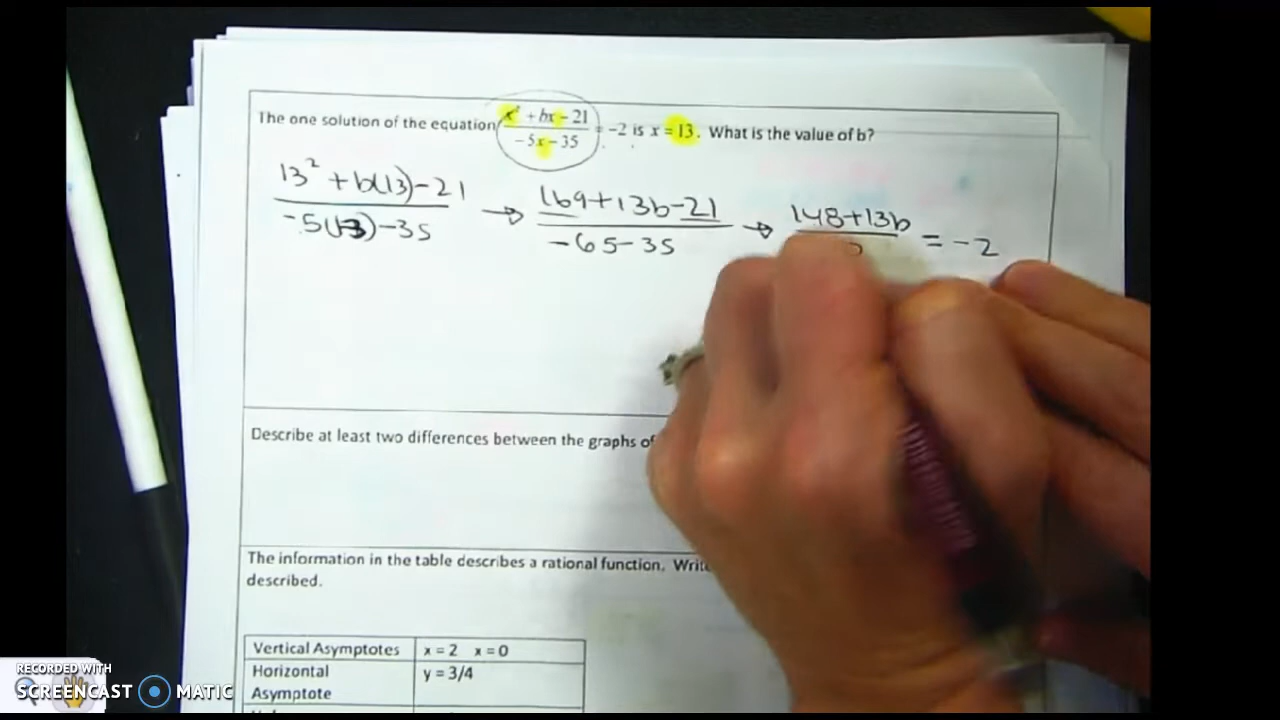 The one solution of the equation x² + bx - 21 / -5x - 35 = -2 is x = 13. What is the value of b?
13² + b(13) - 21 / -5(13) - 35 → 169 + 13b - 21 / -65 - 35 → 148 + 13b = -2
Describe at least two differences between the graphs of
The information in the table describes a rational function. Write
described.
Vertical Asymptotes x = 2 x = 0
Horizontal Asymptote y = 3/4
RECORDED WITH
SCREENCAST MATIC